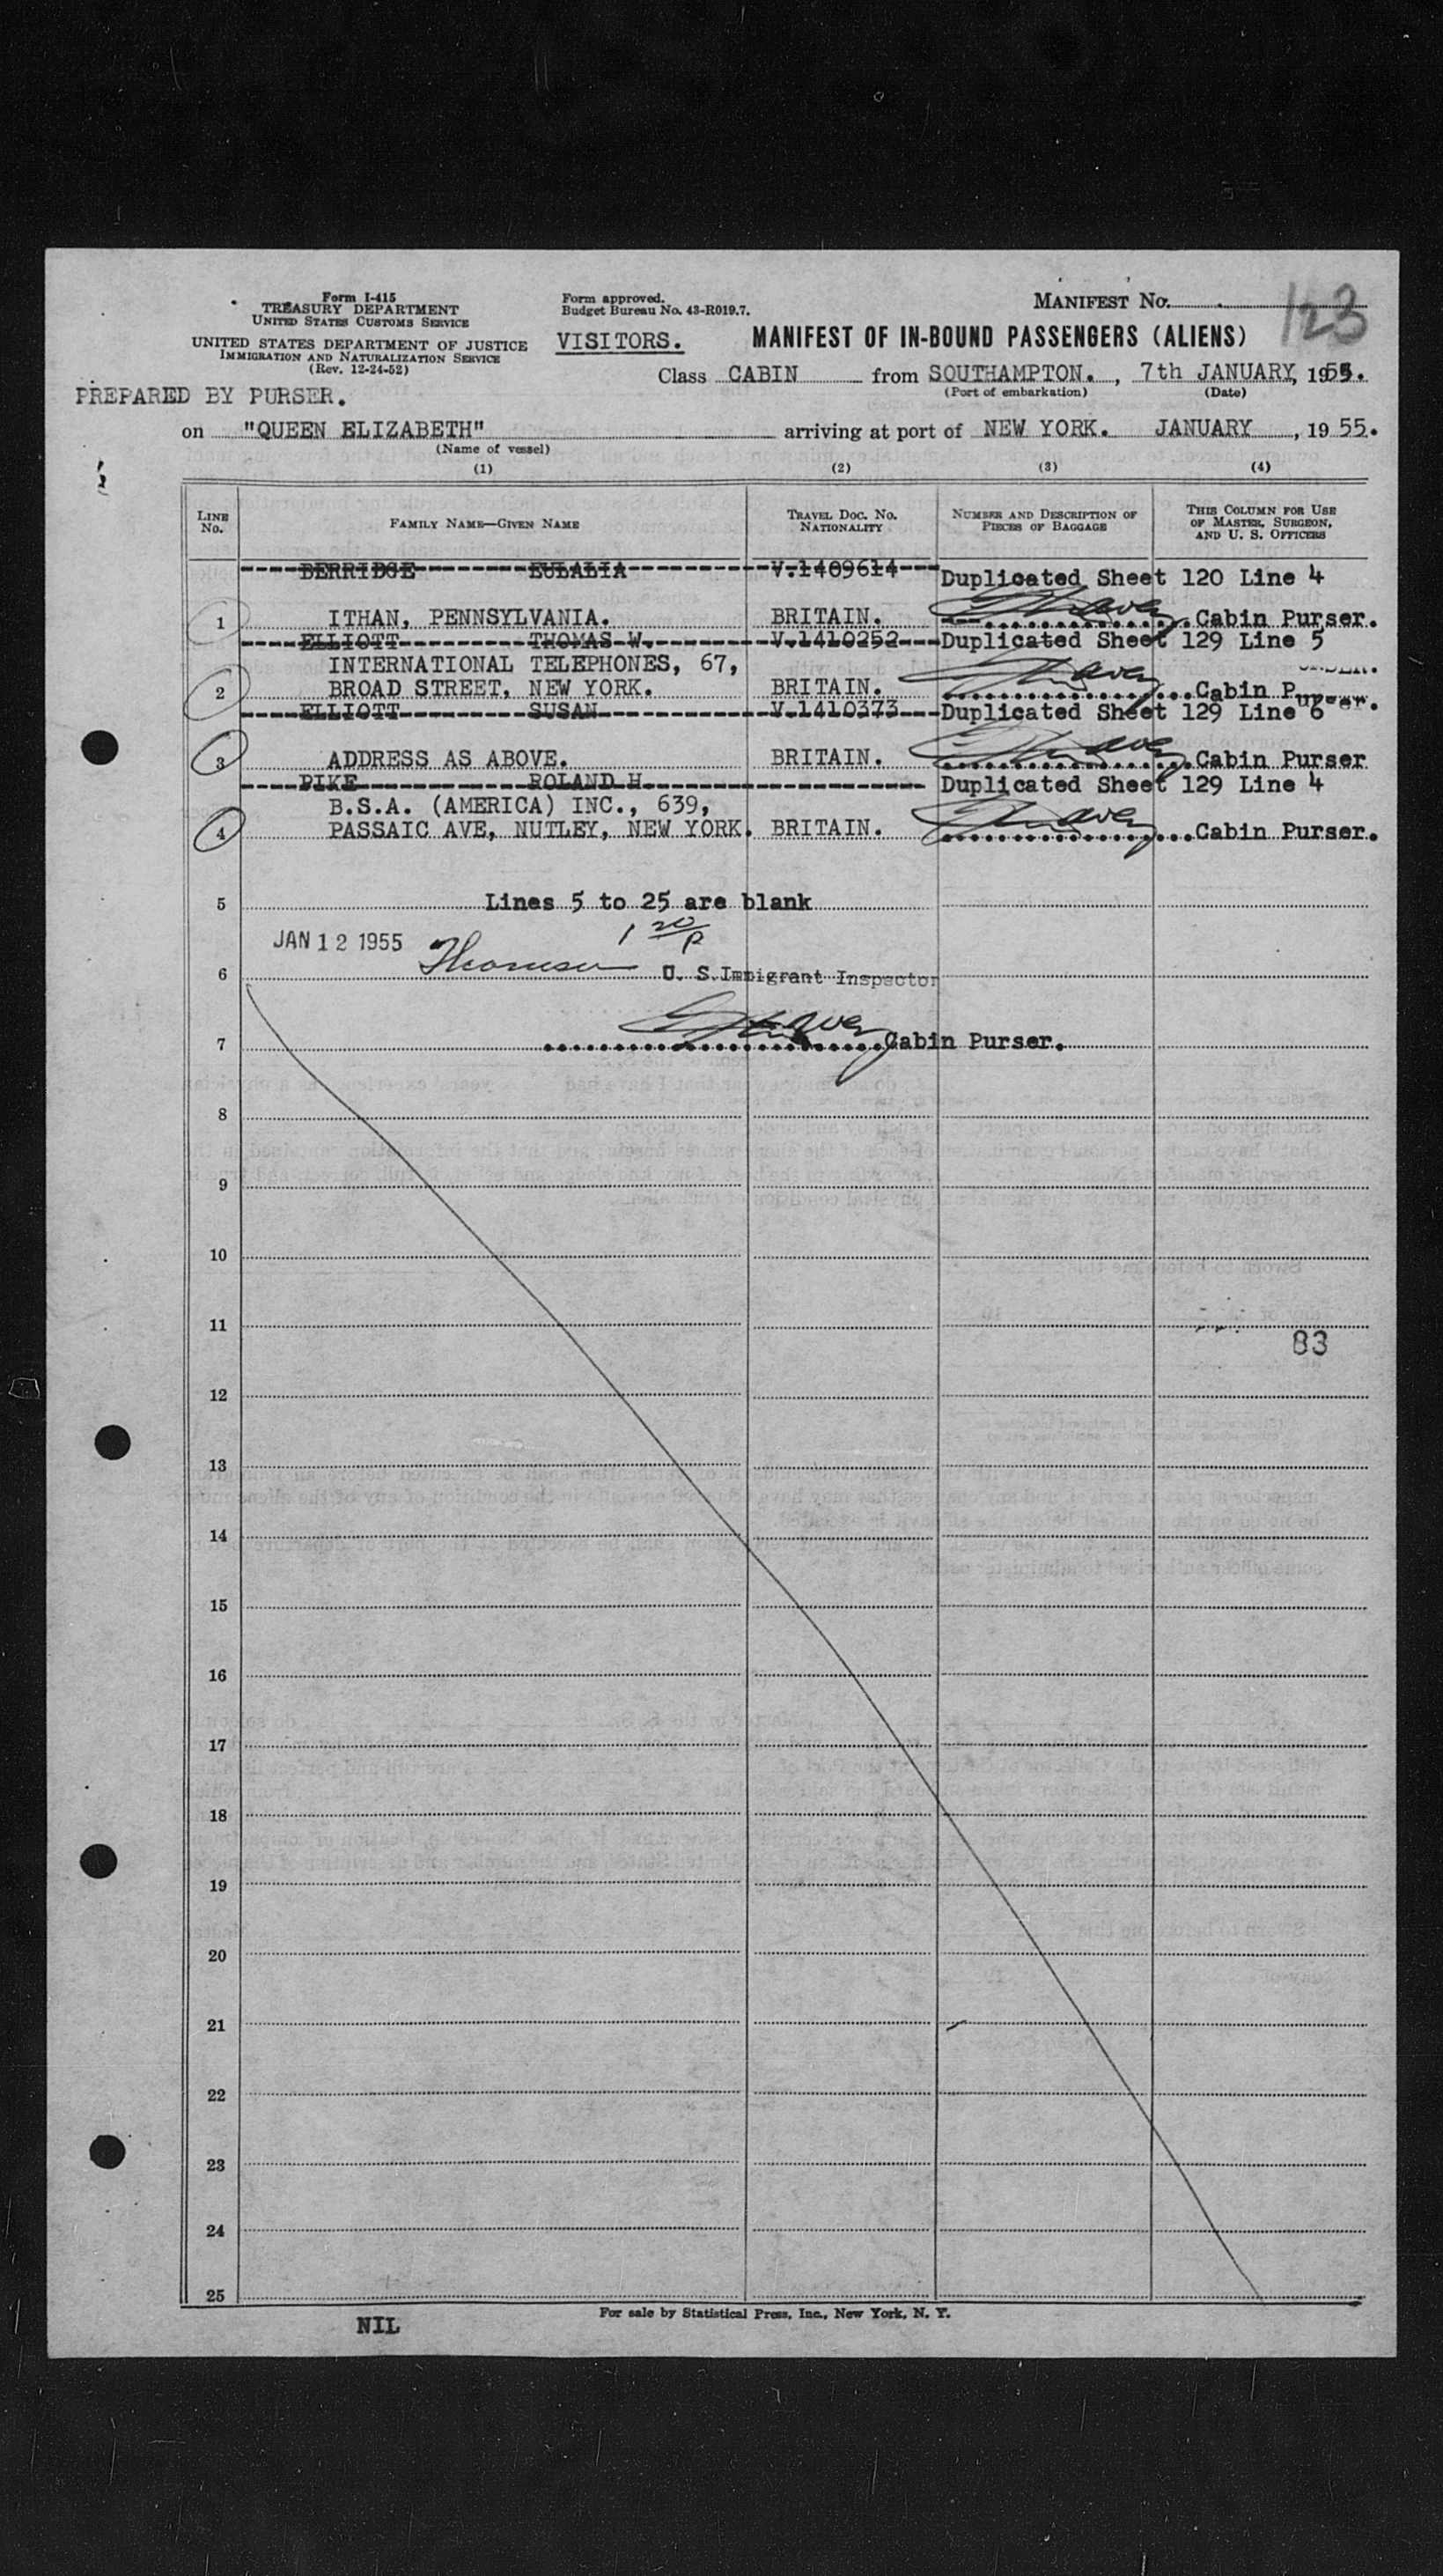 Form I-415
TREASURY DEPARTMENT
UNITED STATES CUSTOMS SERVICE
UNITED STATES DEPARTMENT OF JUSTICE
IMMIGRATION AND NATURALIZATION SERVICE
(Rev. 12-24-52)
PREPARED BY PURSER.
Form approved.
Budget Bureau No. 43-R019.7.
VISITORS.
MANIFEST NO. 123
MANIFEST OF IN-BOUND PASSENGERS (ALIENS)
Class CABIN from SOUTHAMPTON., 7th JANUARY, 1955.
(Port of embarkation) (Date)
on "QUEEN ELIZABETH" arriving at port of NEW YORK. JANUARY, 1955.
(Name of vessel)
(1) (2) (3) (4)
LINE No. FAMILY NAME—GIVEN NAME TRAVEL DOC. NO. NATIONALITY NUMBER AND DESCRIPTION OF PIECES OF BAGGAGE THIS COLUMN FOR USE OF MASTER, SURGEON, AND U. S. OFFICERS
BERRIDGE EULALIA V.1409614 Duplicated Sheet 120 Line 4
1 ITHAN, PENNSYLVANIA. BRITAIN. Cabin Purser.
ELLIOTT THOMAS W. V.1410252 Duplicated Sheet 129 Line 5
INTERNATIONAL TELEPHONES, 67,
2 BROAD STREET, NEW YORK. BRITAIN. Cabin Purser.
ELLIOTT SUSAN V.1410373 Duplicated Sheet 129 Line 6
3 ADDRESS AS ABOVE. BRITAIN. Cabin Purser
PIKE ROLAND H. Duplicated Sheet 129 Line 4
B.S.A. (AMERICA) INC., 639,
4 PASSAIC AVE, NUTLEY, NEW YORK. BRITAIN. Cabin Purser.
5 Lines 5 to 25 are blank
JAN 12 1955 1 20/P
6 U. S. Immigrant Inspector
7 Cabin Purser.
8
9
10
11
83
12
13
14
15
16
17
18
19
20
21
22
23
24
25
NIL
For sale by Statistical Press, Inc., New York, N. Y.